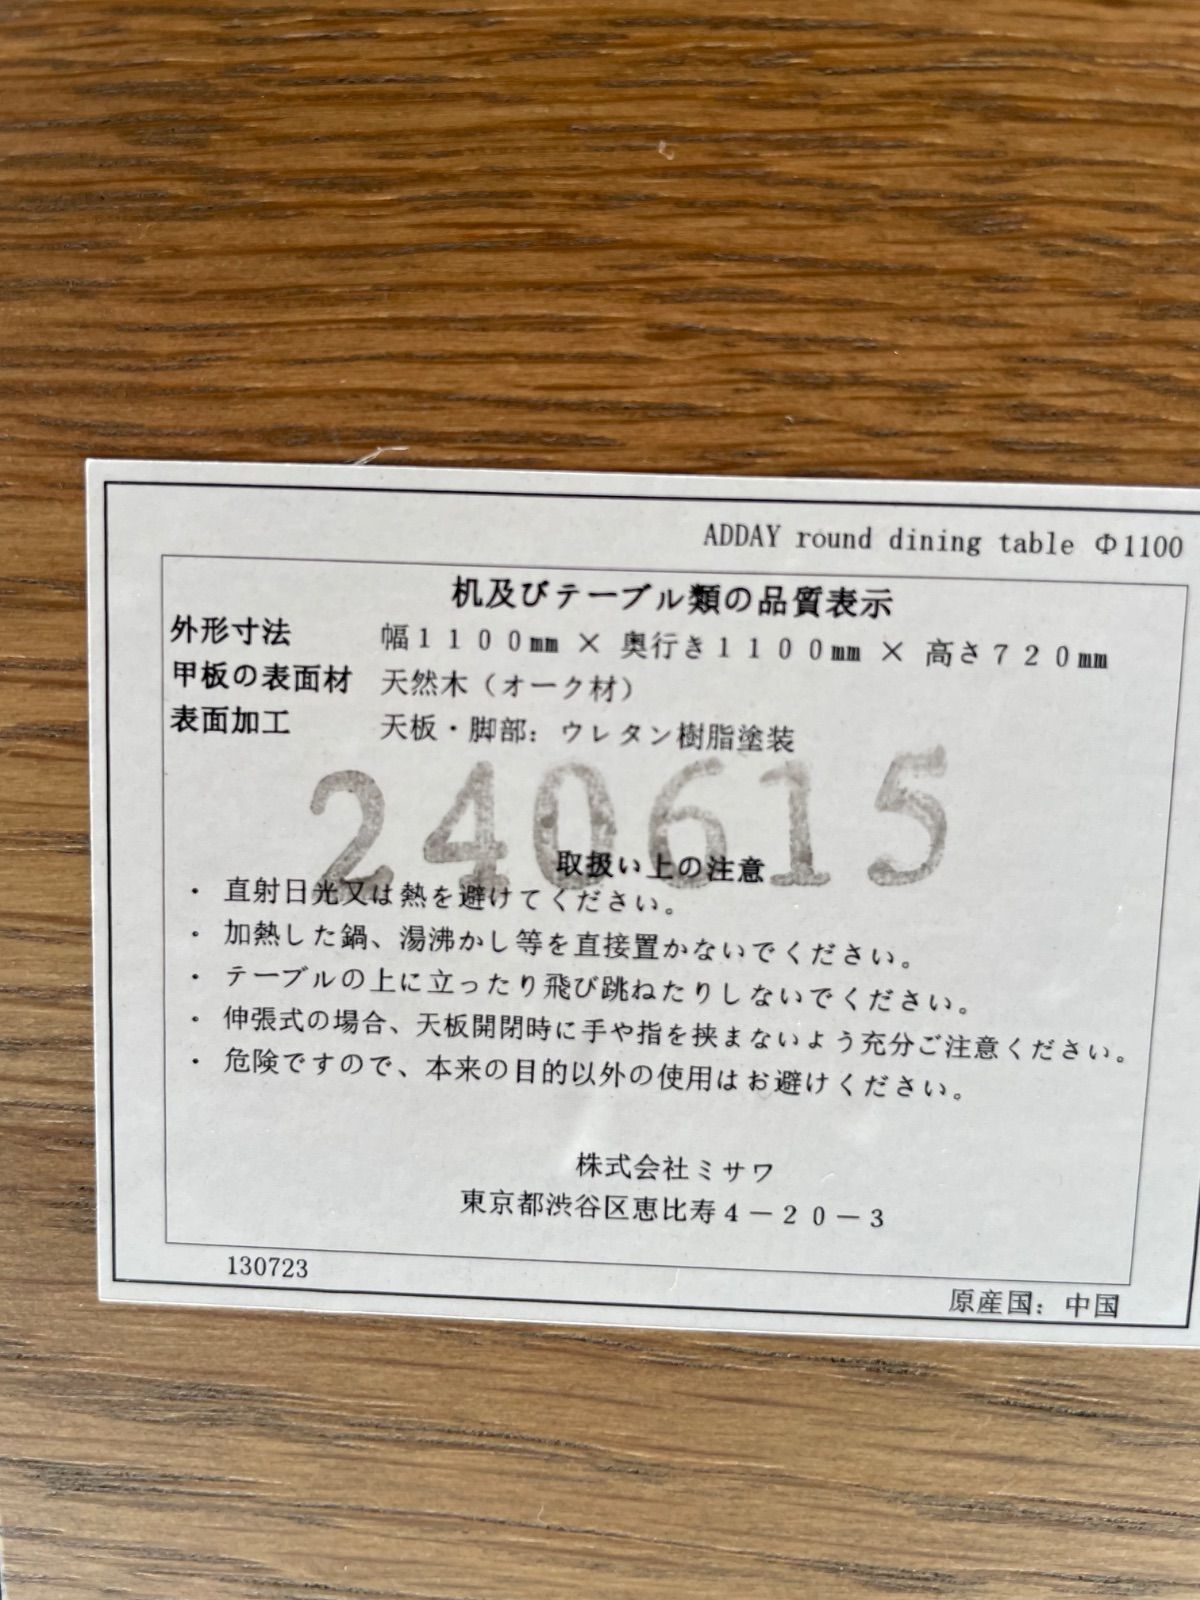 ADDAY round dining table Φ1100
机及びテーブル類の品質表示
外形寸法 幅１１００㎜ × 奥行き１１００㎜ × 高さ７２０㎜
甲板の表面材 天然木（オーク材）
表面加工 天板・脚部：ウレタン樹脂塗装
240615
取扱い上の注意
・ 直射日光又は熱を避けてください。
・ 加熱した鍋、湯沸かし等を直接置かないでください。
・ テーブルの上に立ったり飛び跳ねたりしないでください。
・ 伸張式の場合、天板開閉時に手や指を挟まないよう充分ご注意ください。
・ 危険ですので、本来の目的以外の使用はお避けください。
株式会社ミサワ
東京都渋谷区恵比寿４－２０－３
130723
原産国：中国